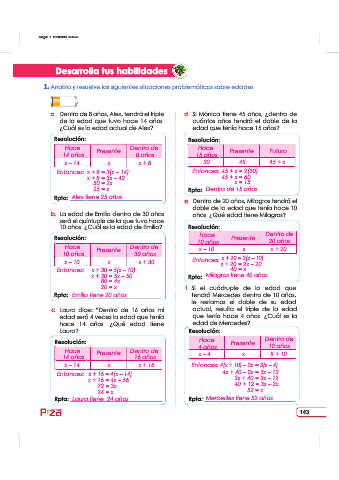 Desarrolla tus habilidades
1. Analiza y resuelve las siguientes situaciones problemáticas sobre edades
a. Dentro de 8 años, Alex, tendrá el triple
de la edad que tuvo hace 14 años
¿Cuál es la edad actual de Alex?
Resolución:
Hace 14 años Presente Dentro de 8 años
x – 14 x x + 8
Entonces: x + 8 = 3(x – 14)
x + 8 = 3x – 42
50 = 2x
25 = x
Rpta: Alex tiene 25 años
b. La edad de Emilio dentro de 30 años
será el quíntuple de la que tuvo hace
10 años ¿Cuál es la edad de Emilio?
Resolución:
Hace 10 años Presente Dentro de 30 años
x – 10 x x + 30
Entonces: x + 30 = 5(x – 10)
x + 30 = 5x – 50
80 = 4x
20 = x
Rpta: Emilio tiene 20 años
c. Laura dice: "Dentro de 16 años mi
edad será 4 veces la edad que tenía
hace 14 años ¿Qué edad tiene
Laura?
Resolución:
Hace 14 años Presente Dentro de 16 años
x – 14 x x + 16
Entonces: x + 16 = 4(x – 14)
x + 16 = 4x – 56
72 = 3x
24 = x
Rpta: Laura tiene 24 años
d. Si Mónica tiene 45 años, ¿dentro de
cuántos años tendrá el doble de la
edad que tenía hace 15 años?
Resolución:
Hace 15 años Presente Futuro
30 45 45 + x
Entonces: 45 + x = 2(30)
45 + x = 60
x = 15
Rpta: Dentro de 15 años
e. Dentro de 20 años, Milagros tendrá el
doble de la edad que tenía hace 10
años ¿Qué edad tiene Milagros?
Resolución:
Hace 10 años Presente Dentro de 20 años
x – 10 x x + 20
Entonces: x + 20 = 2(x – 10)
x + 20 = 2x – 20
40 = x
Rpta: Milagros tiene 40 años
f. Si el cuádruple de la edad que
tendrá Mercedes dentro de 10 años,
le restamos el doble de su edad
actual, resulta el triple de la edad
que tenía hace 4 años ¿Cuál es la
edad de Mercedes?
Resolución:
Hace 4 años Presente Dentro de 10 años
x – 4 x X + 10
Entonces: 4(x + 10) – 2x = 3(x – 4)
4x + 40 – 2x = 3x – 12
2x + 40 = 3x – 12
40 + 12 = 3x – 2x
52 = x
Rpta: Mercedes tiene 52 años
143